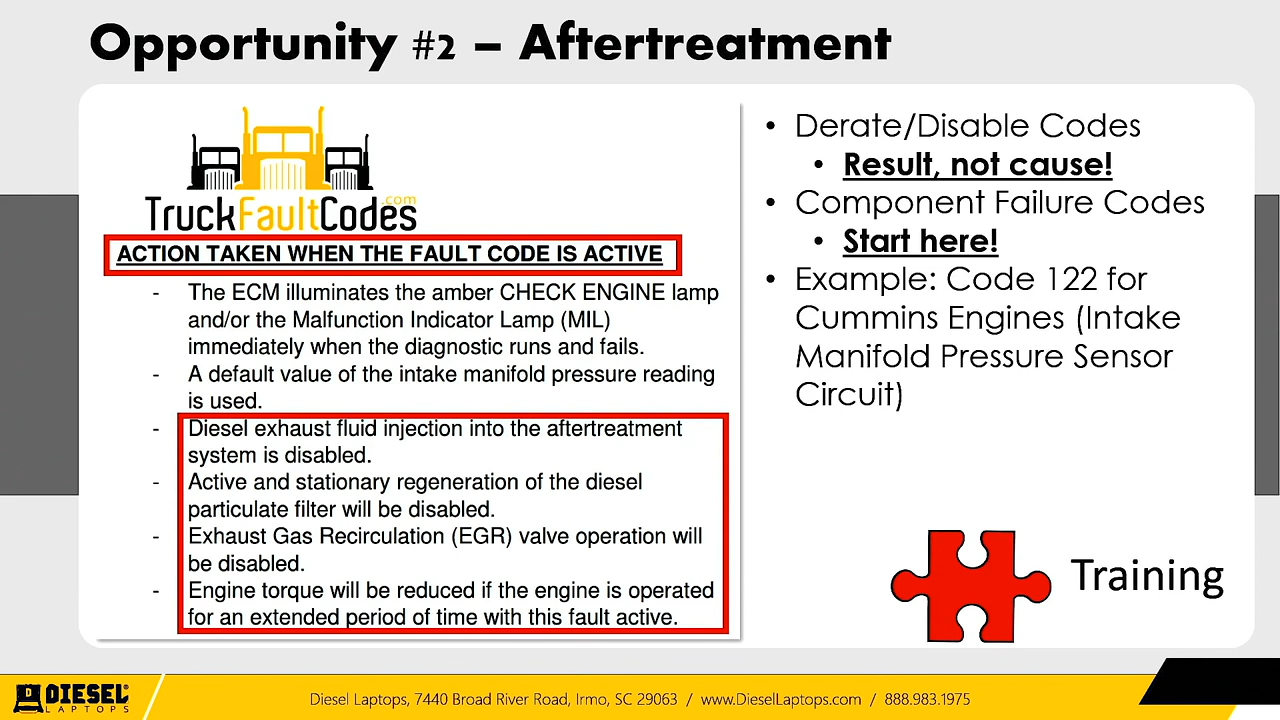 Opportunity #2 – Aftertreatment
TruckFaultCodes
.com
ACTION TAKEN WHEN THE FAULT CODE IS ACTIVE
- The ECM illuminates the amber CHECK ENGINE lamp
and/or the Malfunction Indicator Lamp (MIL)
immediately when the diagnostic runs and fails.
- A default value of the intake manifold pressure reading
is used.
- Diesel exhaust fluid injection into the aftertreatment
system is disabled.
- Active and stationary regeneration of the diesel
particulate filter will be disabled.
- Exhaust Gas Recirculation (EGR) valve operation will
be disabled.
- Engine torque will be reduced if the engine is operated
for an extended period of time with this fault active.
• Derate/Disable Codes
• Result, not cause!
• Component Failure Codes
• Start here!
• Example: Code 122 for
Cummins Engines (Intake
Manifold Pressure Sensor
Circuit)
Training
DIESEL
LAPTOPS
Diesel Laptops, 7440 Broad River Road, Irmo, SC 29063 / www.DieselLaptops.com / 888.983.1975